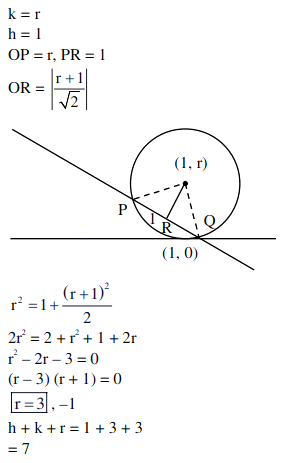 k = r
h = 1
OP = r, PR = 1
OR = |(r + 1)/√2|
(1, r)
P
1
R
Q
(1, 0)
r² = 1 + (r + 1)²/2
2r² = 2 + r² + 1 + 2r
r² − 2r − 3 = 0
(r − 3) (r + 1) = 0
r = 3, −1
h + k + r = 1 + 3 + 3
= 7